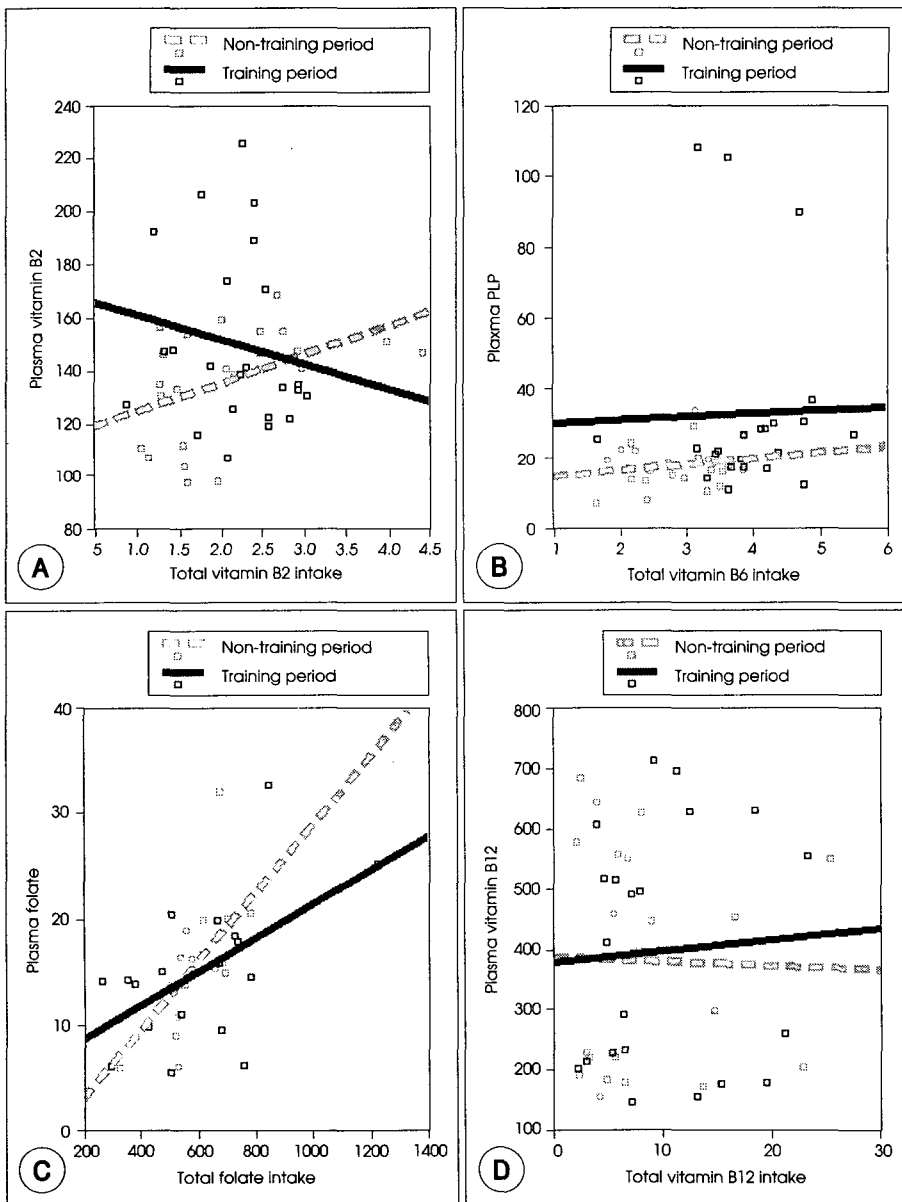 Non-training period
Training period
240
220
200
180
160
140
120
100
80
Plasma vitamin B2
5 1.0 1.5 2.0 2.5 3.0 3.5 4.0 4.5
Total vitamin B2 intake
A
Non-training period
Training period
120
100
80
60
40
20
0
Plaxma PLP
1 2 3 4 5 6
Total vitamin B6 intake
B
Non-training period
Training period
40
30
20
10
0
Plasma folate
200 400 600 800 1000 1200 1400
Total folate intake
C
Non-training period
Training period
800
700
600
500
400
300
200
100
Plasma vitamin B12
0 10 20 30
Total vitamin B12 intake
D